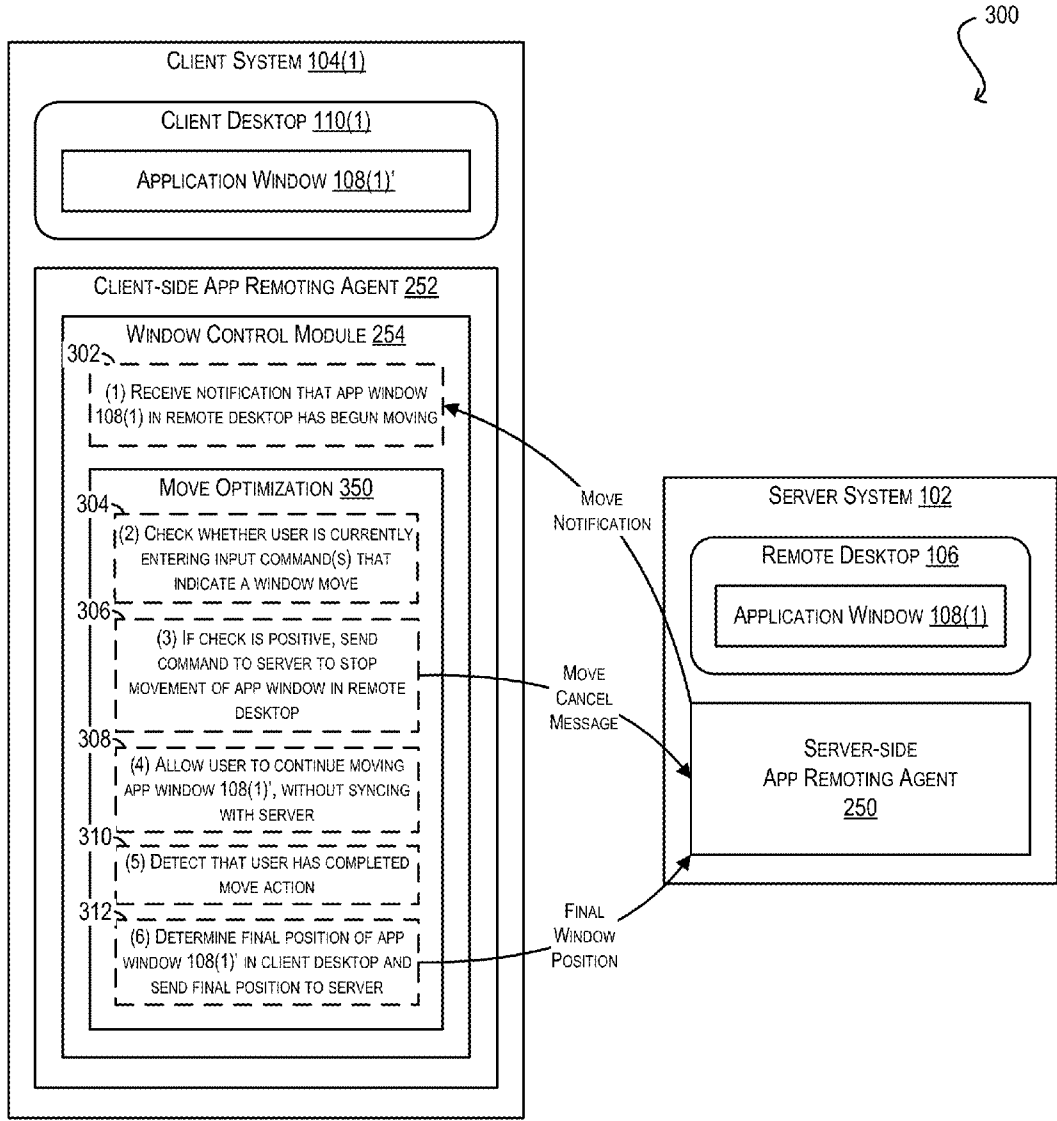 300
CLIENT SYSTEM 104(1)
CLIENT DESKTOP 110(1)
APPLICATION WINDOW 108(1)'
CLIENT-SIDE APP REMOTING AGENT 252
WINDOW CONTROL MODULE 254
302
(1) RECEIVE NOTIFICATION THAT APP WINDOW
108(1) IN REMOTE DESKTOP HAS BEGUN MOVING
MOVE OPTIMIZATION 350
304
(2) CHECK WHETHER USER IS CURRENTLY
ENTERING INPUT COMMAND(S) THAT
INDICATE A WINDOW MOVE
306
(3) IF CHECK IS POSITIVE, SEND
COMMAND TO SERVER TO STOP
MOVEMENT OF APP WINDOW IN REMOTE
DESKTOP
308
(4) ALLOW USER TO CONTINUE MOVING
APP WINDOW 108(1)', WITHOUT SYNCING
WITH SERVER
310
(5) DETECT THAT USER HAS COMPLETED
MOVE ACTION
312
(6) DETERMINE FINAL POSITION OF APP
WINDOW 108(1)' IN CLIENT DESKTOP AND
SEND FINAL POSITION TO SERVER
MOVE
NOTIFICATION
MOVE
CANCEL
MESSAGE
FINAL
WINDOW
POSITION
SERVER SYSTEM 102
REMOTE DESKTOP 106
APPLICATION WINDOW 108(1)
SERVER-SIDE
APP REMOTING AGENT
250